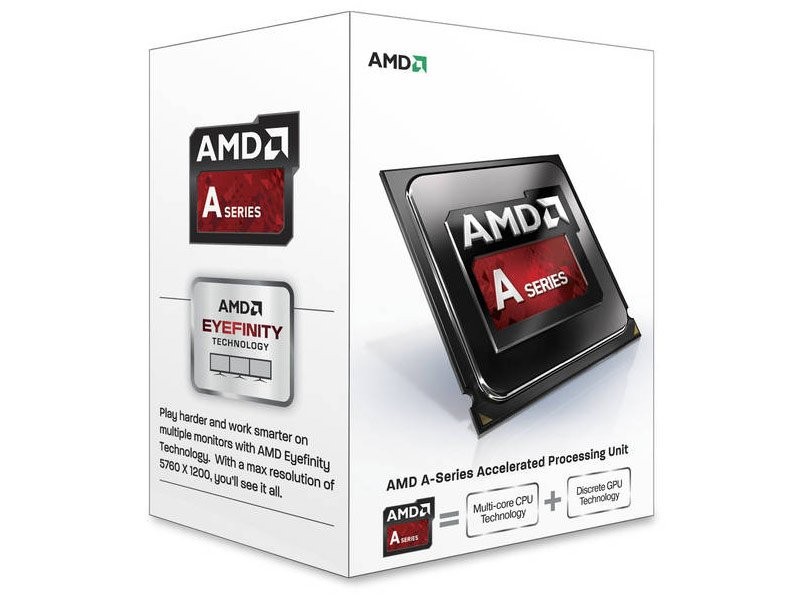 AMD
A SERIES
AMD
EYEFINITY
TECHNOLOGY
Play harder and work smarter on
multiple monitors with AMD Eyefinity
Technology. With a max resolution of
5760 X 1200, you'll see it all.
AMD
AMD
A SERIES
AMD A-Series Accelerated Processing Unit
AMD
A SERIES
=
Multi-core CPU
Technology
+
Discrete GPU
Technology